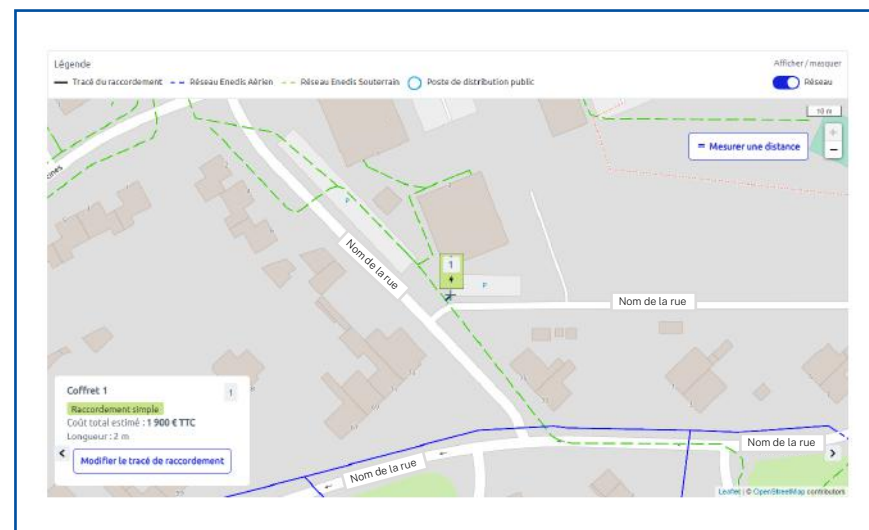 Légende
Afficher / masquer
Tracé du raccordement Réseau Enedis Aérien Réseau Enedis Souterrain Poste de distribution public
Réseau
10 m
+
= Mesurer une distance
−
P
Nom de la rue
1
P
Nom de la rue
Coffret 1
1
Raccordement simple
Coût total estimé : 1 900 € TTC
Longueur : 2 m
Modifier le tracé de raccordement
Nom de la rue
Nom de la rue
Leaflet | © OpenStreetMap contributors